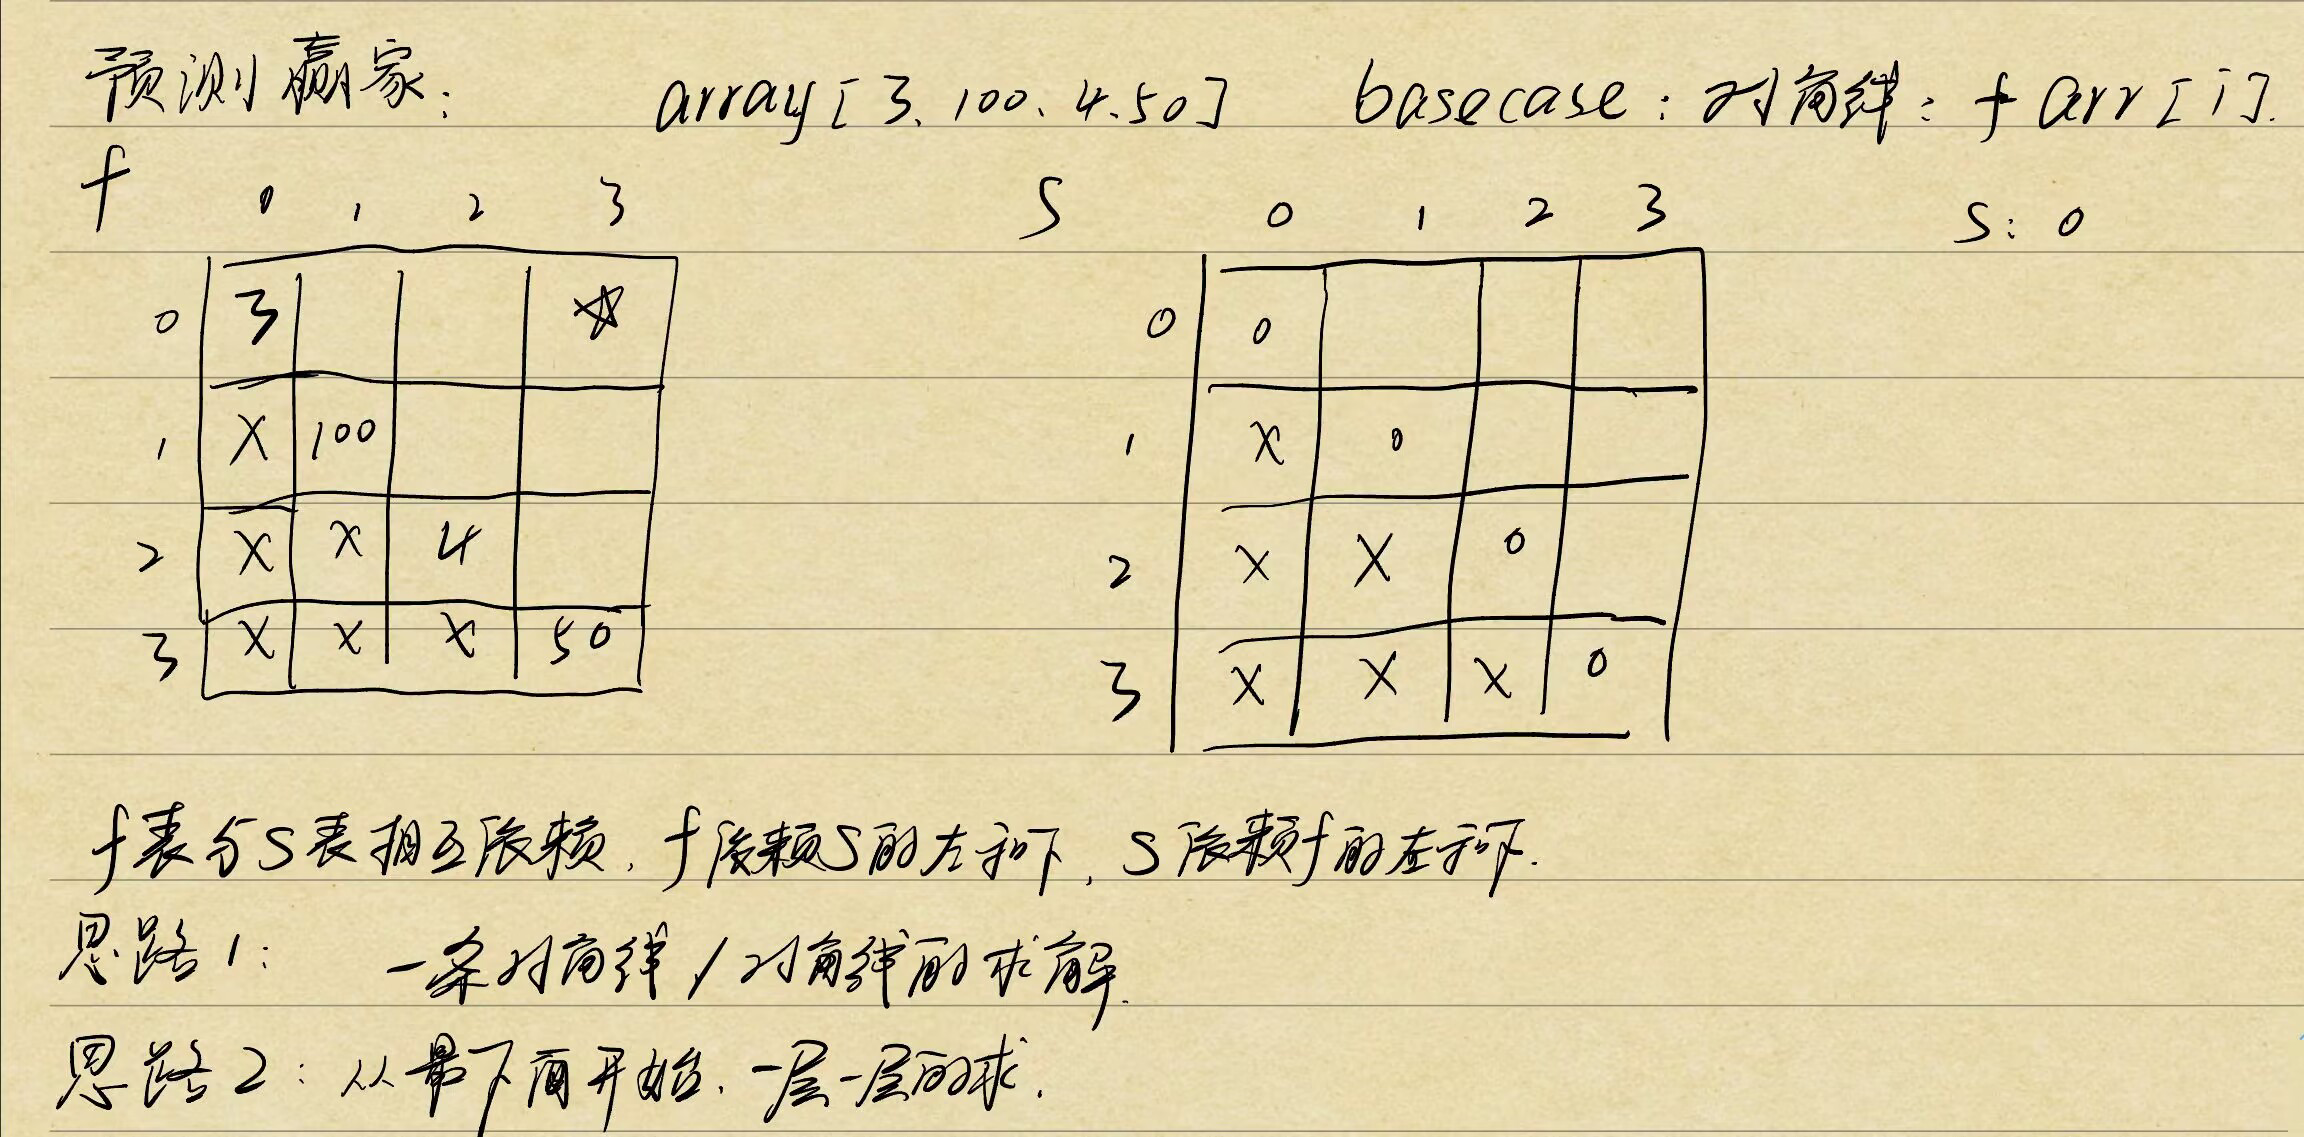 预测赢家: array[3、100、4、50] basecase:对角线: f arr[i].
f 0 1 2 3 S 0 1 2 3 S: 0
0 3 ☆ 0 0
1 X 100 1 X 0
2 X X 4 2 X X 0
3 X X X 50 3 X X X 0
f表与S表相互依赖,f依赖S的左和下,S依赖f的左和下.
思路1: 一条对角线/对角线的求解.
思路2:从最下面开始,一层一层的求.